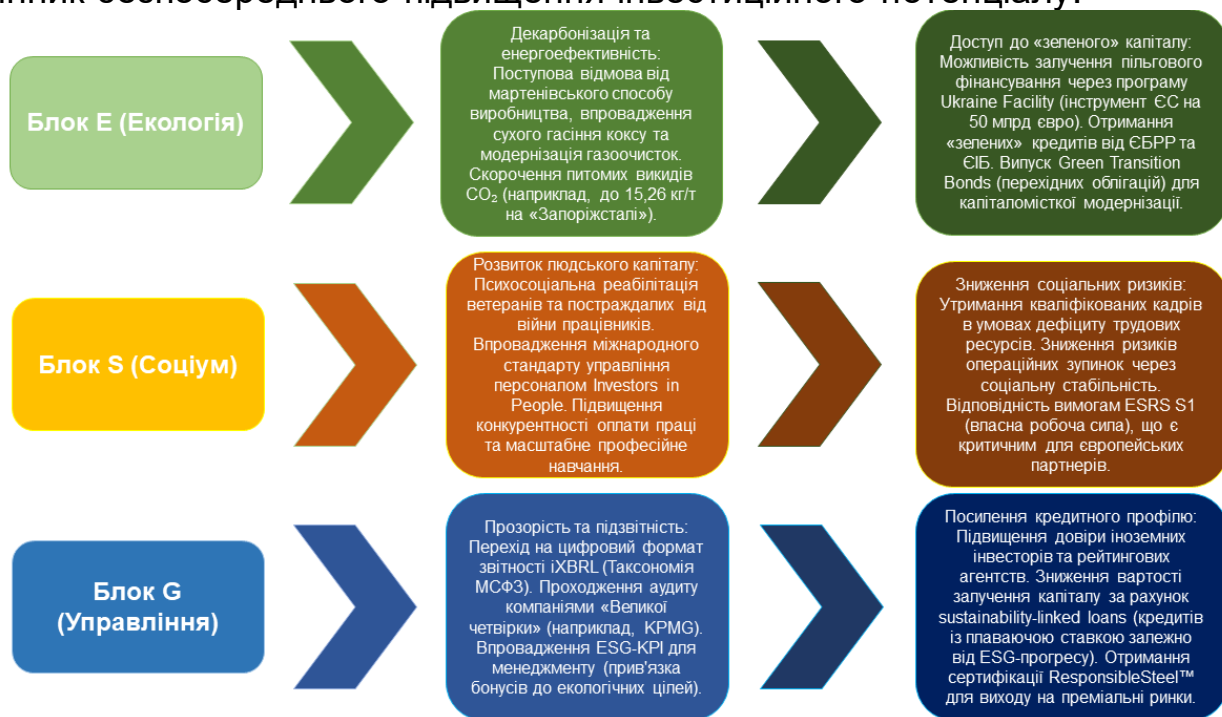 безпосереднього підвищення інвестиційного потенціалу.
Блок E (Екологія)
Декарбонізація та
енергоефективність:
Поступова відмова від
мартенівського способу
виробництва, впровадження
сухого гасіння коксу та
модернізація газоочисток.
Скорочення питомих викидів
CO₂ (наприклад, до 15,26 кг/т
на «Запоріжсталі»).
Доступ до «зеленого» капіталу:
Можливість залучення пільгового
фінансування через програму
Ukraine Facility (інструмент ЄС на
50 млрд євро). Отримання
«зелених» кредитів від ЄБРР та
ЄІБ. Випуск Green Transition
Bonds (перехідних облігацій) для
капіталомісткої модернізації.
Блок S (Соціум)
Розвиток людського капіталу:
Психосоціальна реабілітація
ветеранів та постраждалих від
війни працівників.
Впровадження міжнародного
стандарту управління
персоналом Investors in
People. Підвищення
конкурентності оплати праці
та масштабне професійне
навчання.
Зниження соціальних ризиків:
Утримання кваліфікованих кадрів
в умовах дефіциту трудових
ресурсів. Зниження ризиків
операційних зупинок через
соціальну стабільність.
Відповідність вимогам ESRS S1
(власна робоча сила), що є
критичним для європейських
партнерів.
Блок G
(Управління)
Прозорість та підзвітність:
Перехід на цифровий формат
звітності iXBRL (Таксономія
МСФЗ). Проходження аудиту
компаніями «Великої
четвірки» (наприклад, KPMG).
Впровадження ESG-KPI для
менеджменту (прив'язка
бонусів до екологічних цілей).
Посилення кредитного профілю:
Підвищення довіри іноземних
інвесторів та рейтингових
агентств. Зниження вартості
залучення капіталу за рахунок
sustainability-linked loans (кредитів
із плаваючою ставкою залежно
від ESG-прогресу). Отримання
сертифікації ResponsibleSteel™
для виходу на преміальні ринки.